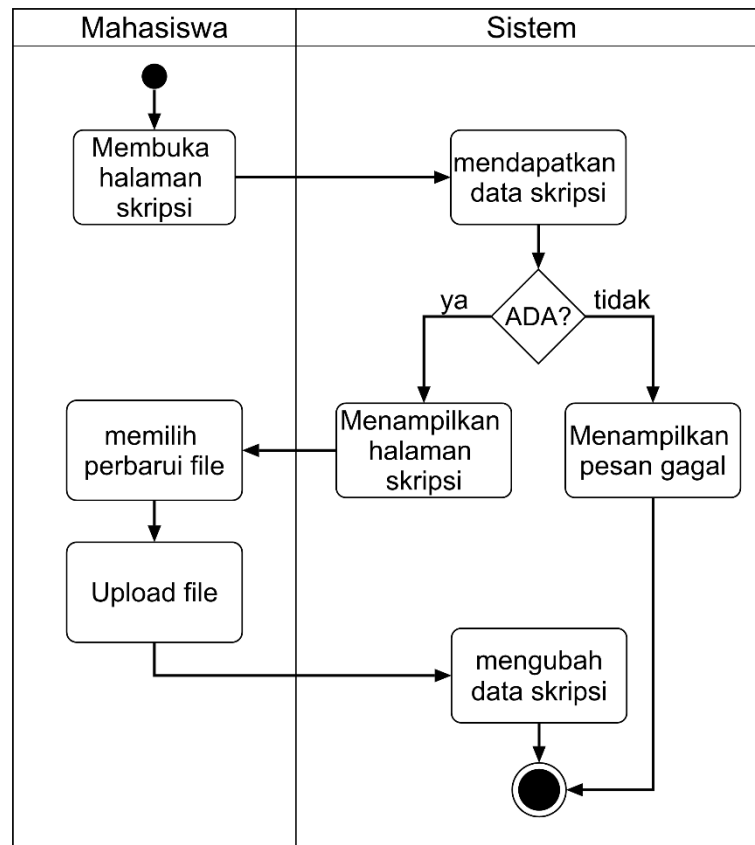 Mahasiswa
Sistem
Membuka
halaman
skripsi
mendapatkan
data skripsi
ya
ADA?
tidak
Menampilkan
halaman
skripsi
Menampilkan
pesan gagal
memilih
perbarui file
Upload file
mengubah
data skripsi